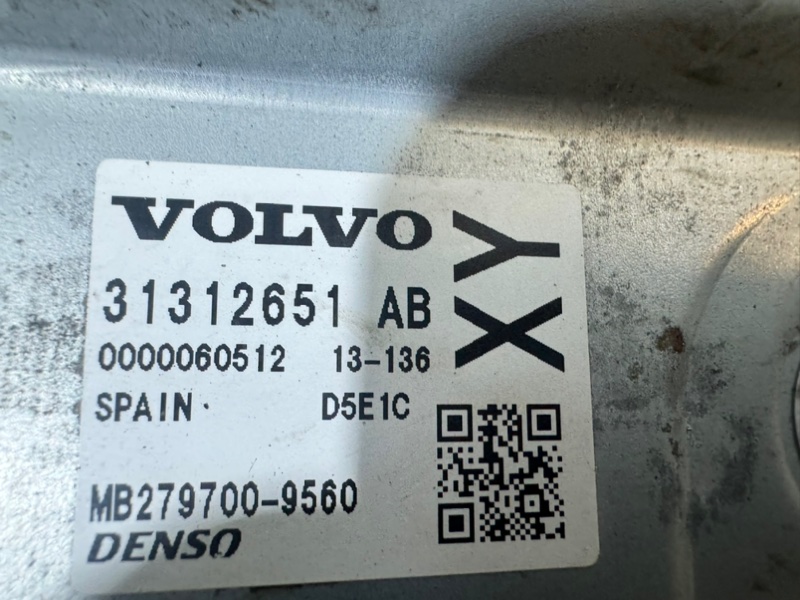 VOLVO
31312651 AB
0000060512 13-136
SPAIN· D5E1C
MB279700-9560
DENSO
XY